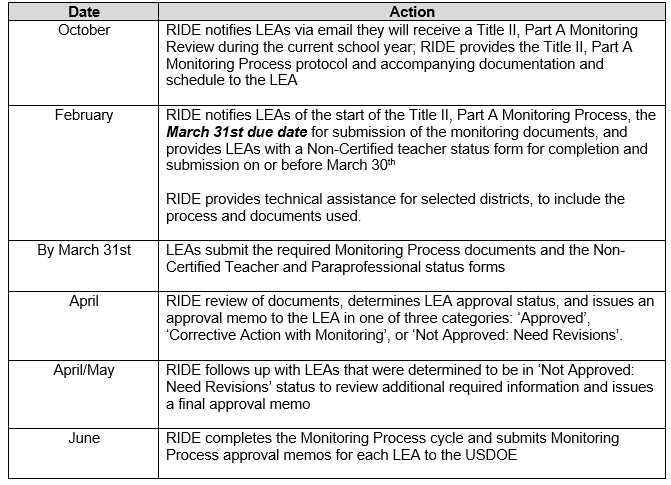 Date Action
October RIDE notifies LEAs via email they will receive a Title II, Part A Monitoring
Review during the current school year; RIDE provides the Title II, Part A
Monitoring Process protocol and accompanying documentation and
schedule to the LEA
February RIDE notifies LEAs of the start of the Title II, Part A Monitoring Process, the
March 31st due date for submission of the monitoring documents, and
provides LEAs with a Non-Certified teacher status form for completion and
submission on or before March 30th
RIDE provides technical assistance for selected districts, to include the
process and documents used.
By March 31st LEAs submit the required Monitoring Process documents and the Non-
Certified Teacher and Paraprofessional status forms
April RIDE review of documents, determines LEA approval status, and issues an
approval memo to the LEA in one of three categories: ‘Approved’,
‘Corrective Action with Monitoring’, or ‘Not Approved: Need Revisions’.
April/May RIDE follows up with LEAs that were determined to be in ‘Not Approved:
Need Revisions’ status to review additional required information and issues
a final approval memo
June RIDE completes the Monitoring Process cycle and submits Monitoring
Process approval memos for each LEA to the USDOE